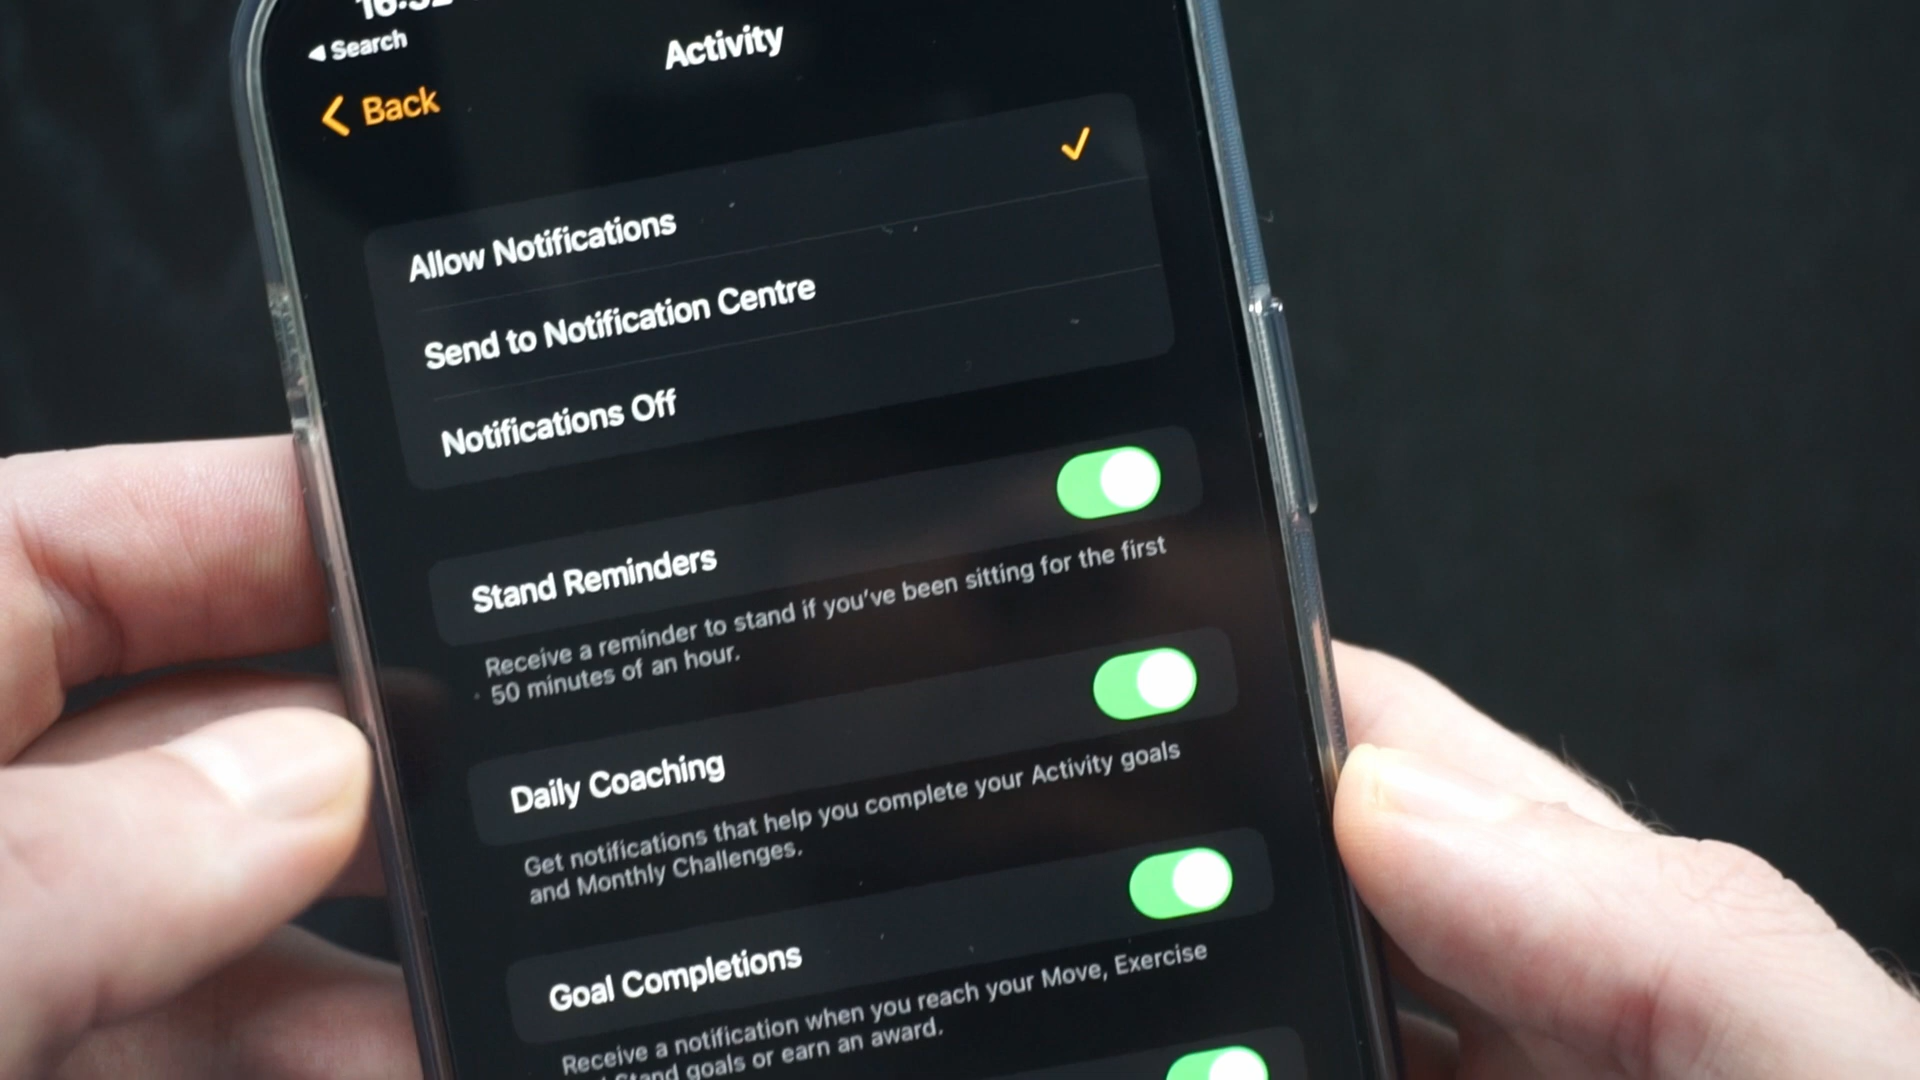 Search
Activity
Back
Allow Notifications
Send to Notification Centre
Notifications Off
Stand Reminders
Receive a reminder to stand if you've been sitting for the first
50 minutes of an hour.
Daily Coaching
Get notifications that help you complete your Activity goals
and Monthly Challenges.
Goal Completions
Receive a notification when you reach your Move, Exercise
Stand goals or earn an award.